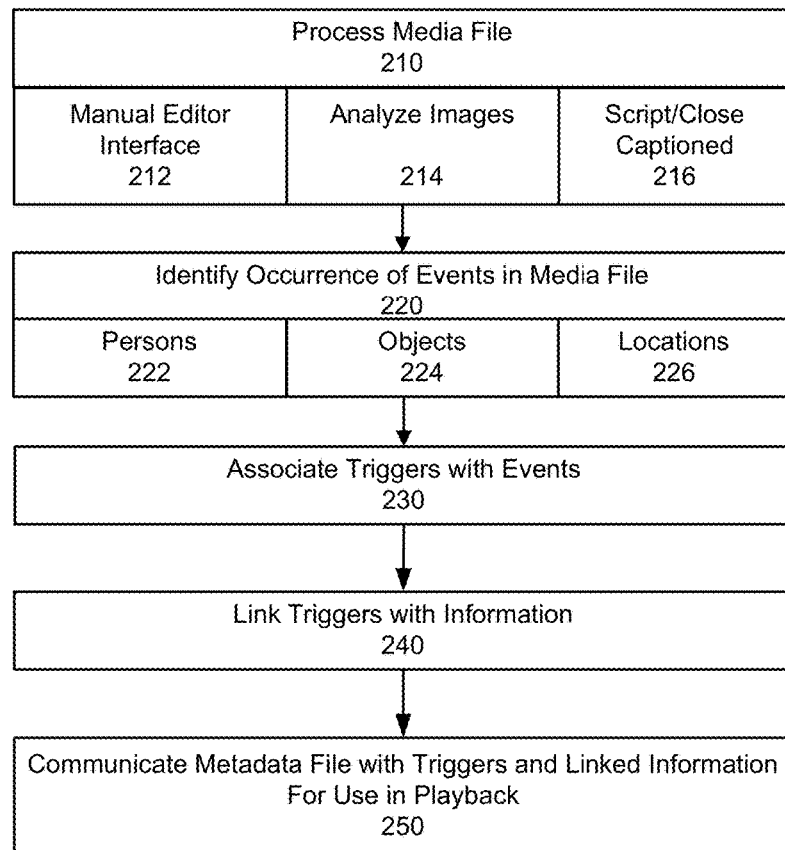 Process Media File
210
Manual Editor
Interface
212
Analyze Images
214
Script/Close
Captioned
216
Identify Occurrence of Events in Media File
220
Persons
222
Objects
224
Locations
226
Associate Triggers with Events
230
Link Triggers with Information
240
Communicate Metadata File with Triggers and Linked Information
For Use in Playback
250